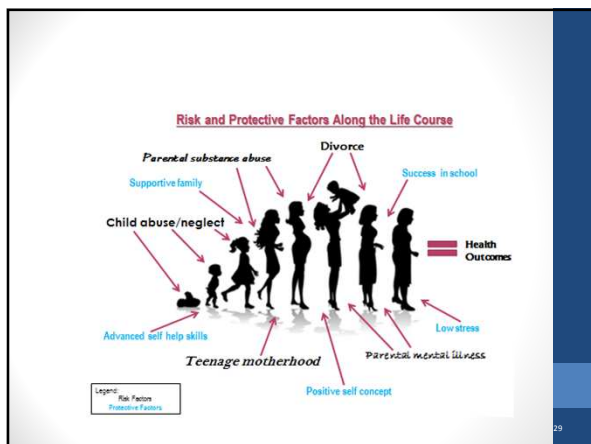 Risk and Protective Factors Along the Life Course
Divorce
Parental substance abuse
Success in school
Supportive family
Child abuse/neglect
Health
Outcomes
Low stress
Advanced self help skills
Parental mental illness
Teenage motherhood
Positive self concept
Legend:
Risk Factors
Protective Factors
29